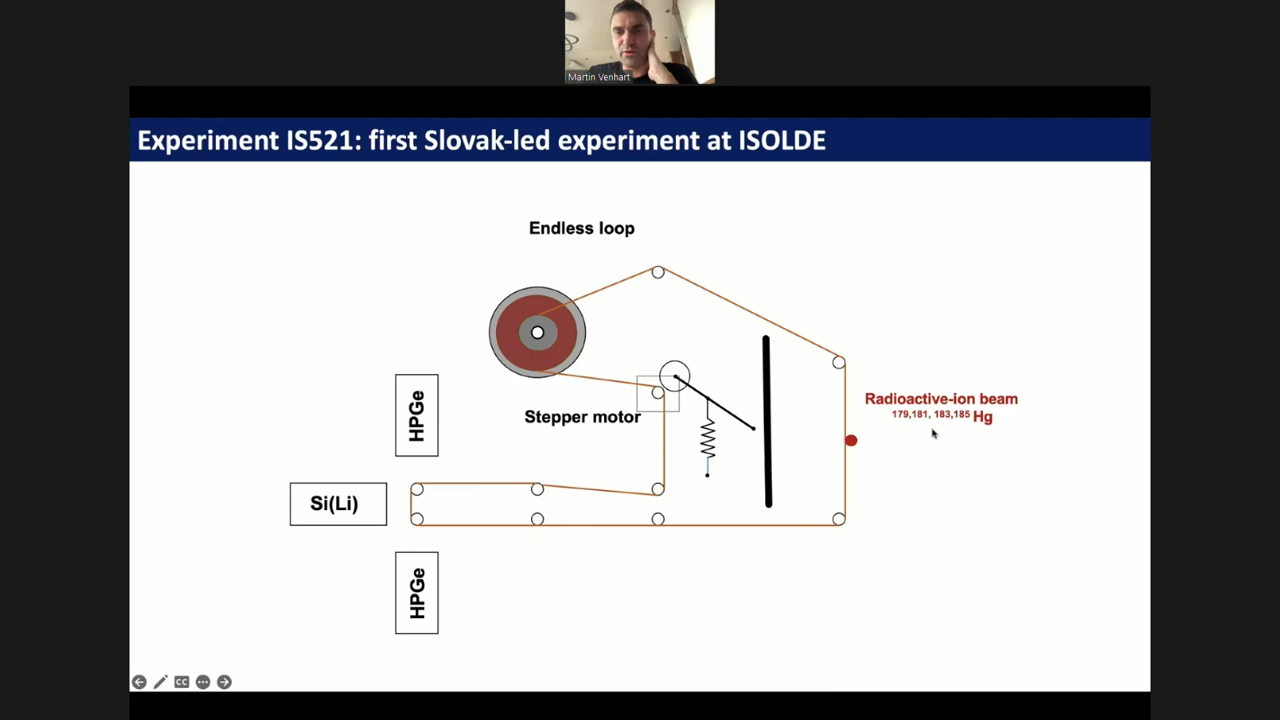 Martin Venhart
Experiment IS521: first Slovak-led experiment at ISOLDE
Endless loop
Radioactive-ion beam
179,181, 183,185 Hg
Stepper motor
HPGe
Si(Li)
HPGe
CC